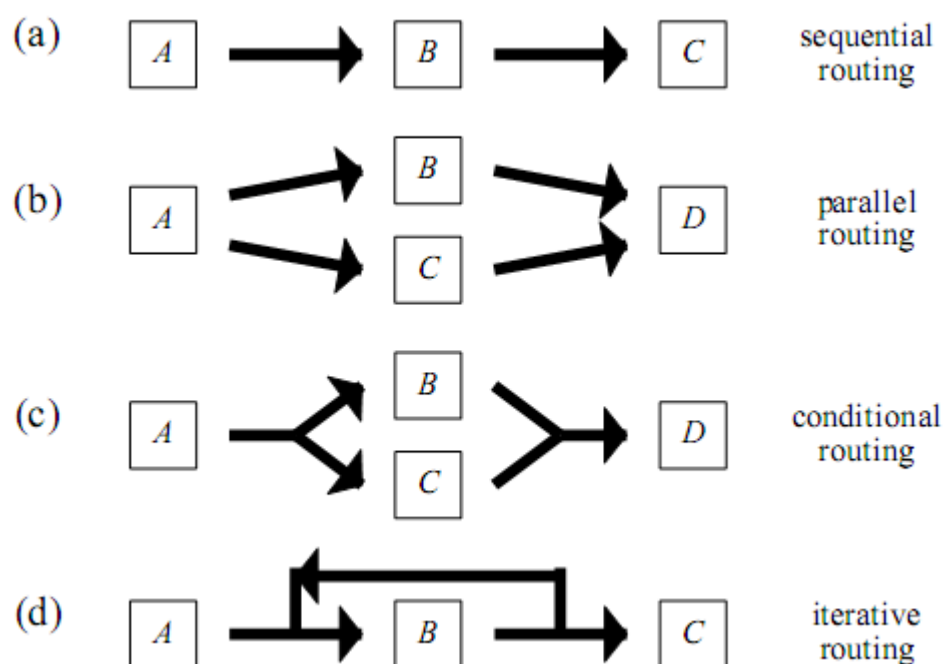 (a) A B C sequential
routing
B
(b) A D parallel
routing
C
B
(c) A D conditional
routing
C
(d) A B C iterative
routing